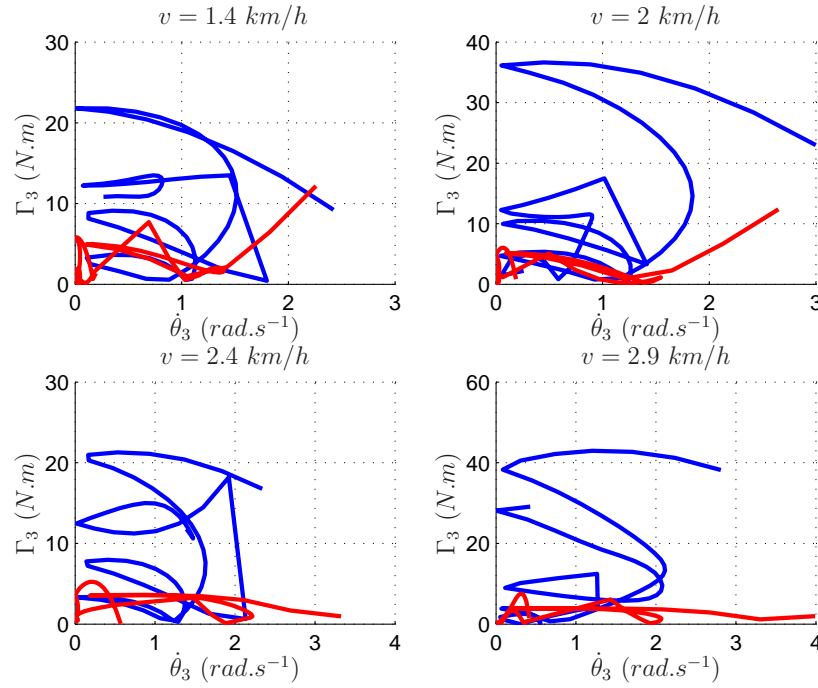 v = 1.4 km/h
v = 2 km/h
30
20
10
0
0 1 2 3
Γ₃ (N.m)
θ̇₃ (rad.s⁻¹)
40
30
20
10
0
0 1 2 3
Γ₃ (N.m)
θ̇₃ (rad.s⁻¹)
v = 2.4 km/h
v = 2.9 km/h
30
20
10
0
0 1 2 3 4
Γ₃ (N.m)
θ̇₃ (rad.s⁻¹)
60
40
20
0
0 1 2 3 4
Γ₃ (N.m)
θ̇₃ (rad.s⁻¹)